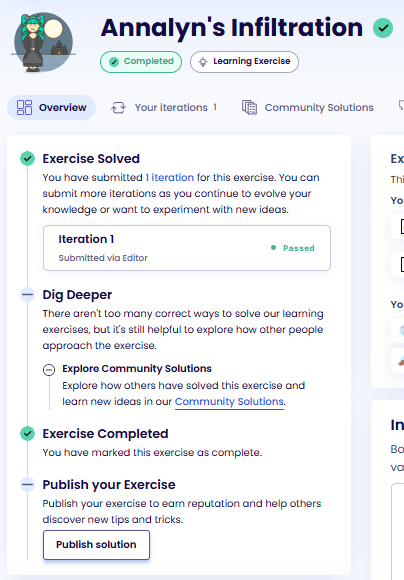 Annalyn's Infiltration
Completed
Learning Exercise
Overview
Your iterations 1
Community Solutions
Exercise Solved
You have submitted 1 iteration for this exercise. You can
submit more iterations as you continue to evolve your
knowledge or want to experiment with new ideas.
Iteration 1
Submitted via Editor
Passed
Dig Deeper
There aren't too many correct ways to solve our learning
exercises, but it's still helpful to explore how other people
approach the exercise.
Explore Community Solutions
Explore how others have solved this exercise and
learn new ideas in our Community Solutions.
Exercise Completed
You have marked this exercise as complete.
Publish your Exercise
Publish your exercise to earn reputation and help others
discover new tips and tricks.
Publish solution
Ex
Thi
Yo
Yo
In
Bo
va